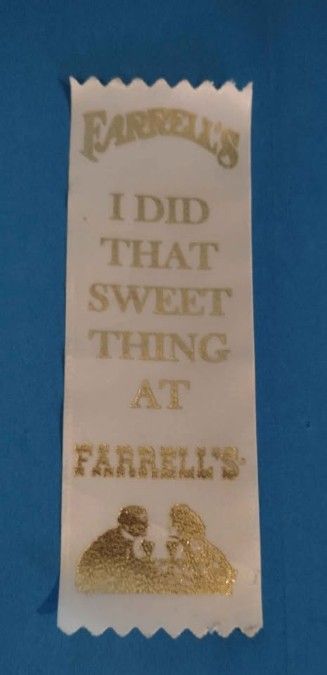 FARRELL'S
I DID
THAT
SWEET
THING
AT
FARRELL'S